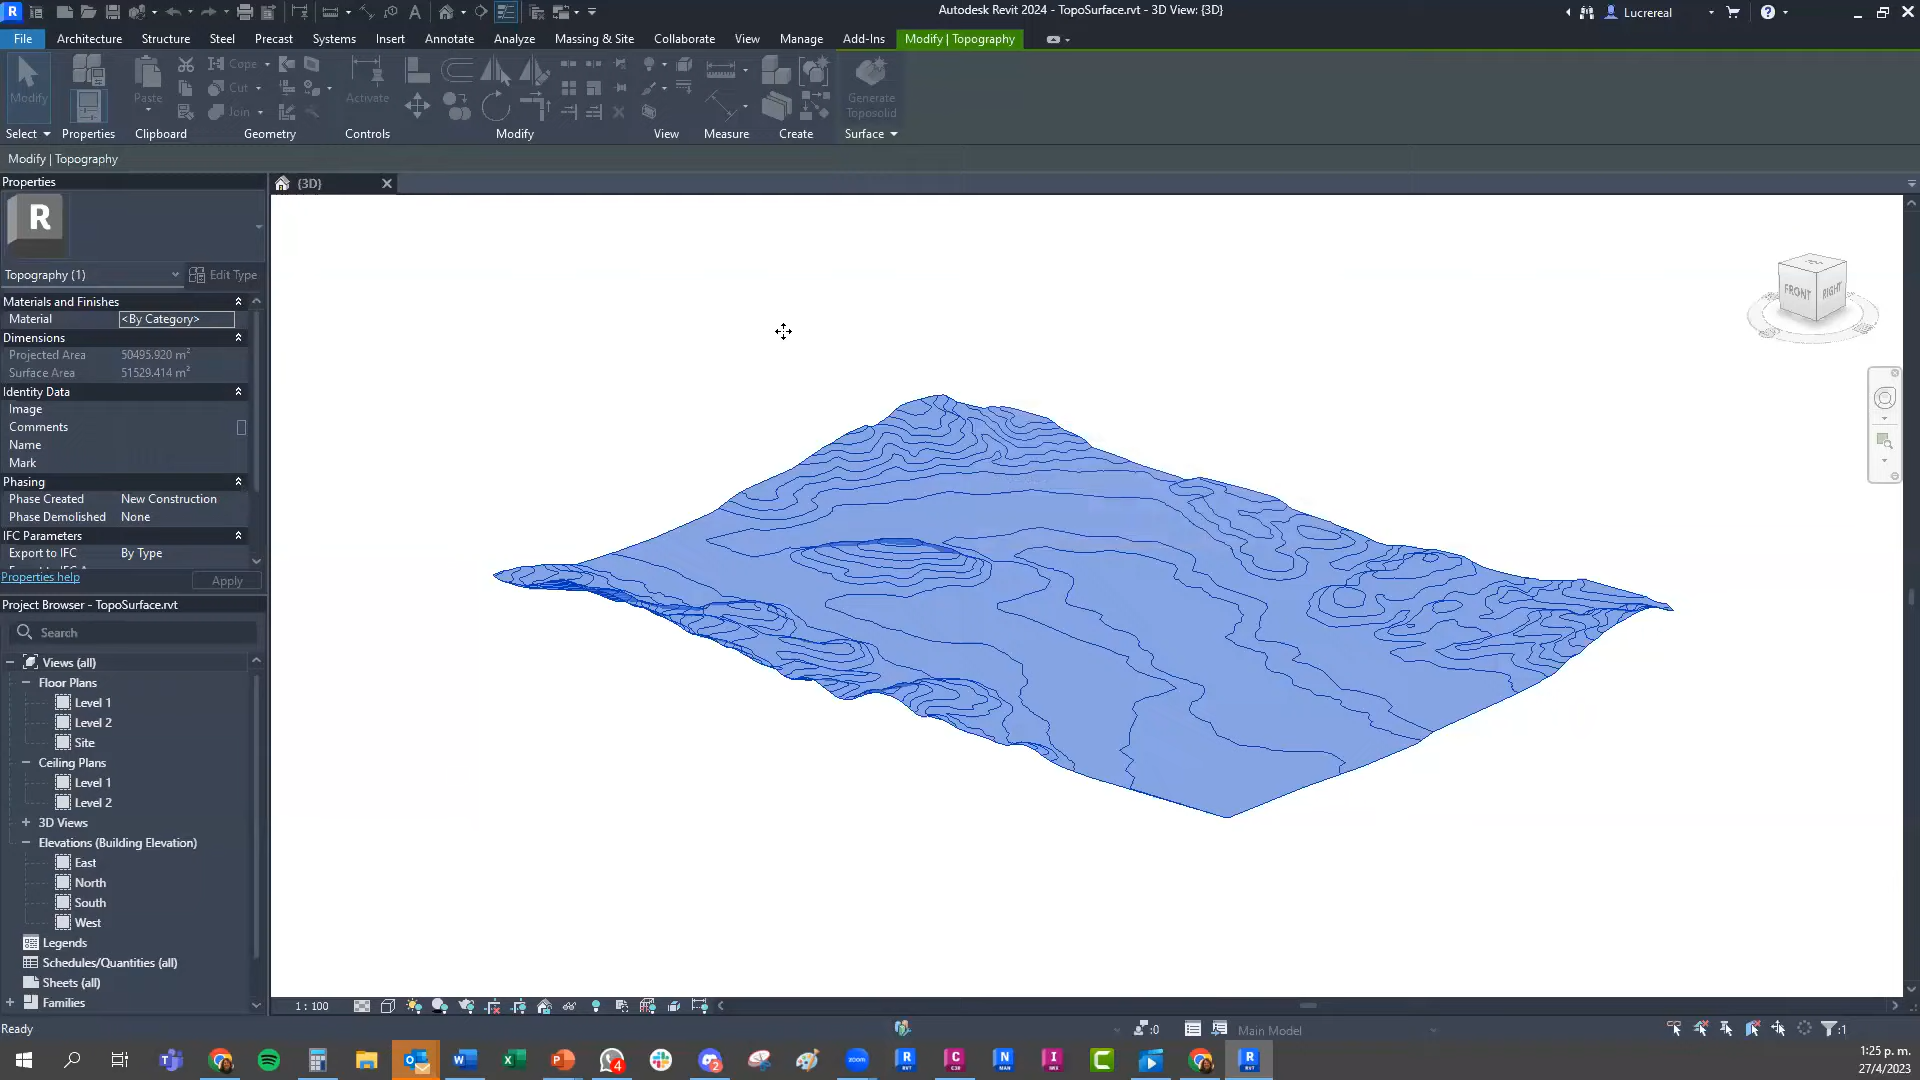 R
A
Autodesk Revit 2024 - TopoSurface.rvt - 3D View: {3D}
Lucrereal
File Architecture Structure Steel Precast Systems Insert Annotate Analyze Massing & Site Collaborate View Manage Add-Ins Modify | Topography
Modify
Paste
Cope
Cut
Join
Activate
Generate
Toposolid
Select Properties Clipboard Geometry Controls Modify View Measure Create Surface
Modify | Topography
Properties
{3D}
R
Topography (1) Edit Type
Materials and Finishes
Material <By Category>
Dimensions
Projected Area 50495.920 m²
Surface Area 51529.414 m²
Identity Data
Image
Comments
Name
Mark
Phasing
Phase Created New Construction
Phase Demolished None
IFC Parameters
Export to IFC By Type
Properties help Apply
Project Browser - TopoSurface.rvt
Search
Views (all)
Floor Plans
Level 1
Level 2
Site
Ceiling Plans
Level 1
Level 2
3D Views
Elevations (Building Elevation)
East
North
South
West
Legends
Schedules/Quantities (all)
Sheets (all)
Families
FRONT RIGHT
1 : 100
Ready
:0
Main Model
:1
4
2
zoom
1:25 p. m.
27/4/2023